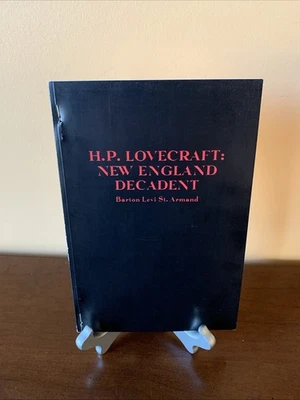 H.P. LOVECRAFT:
NEW ENGLAND
DECADENT
Barton Levi St. Armand